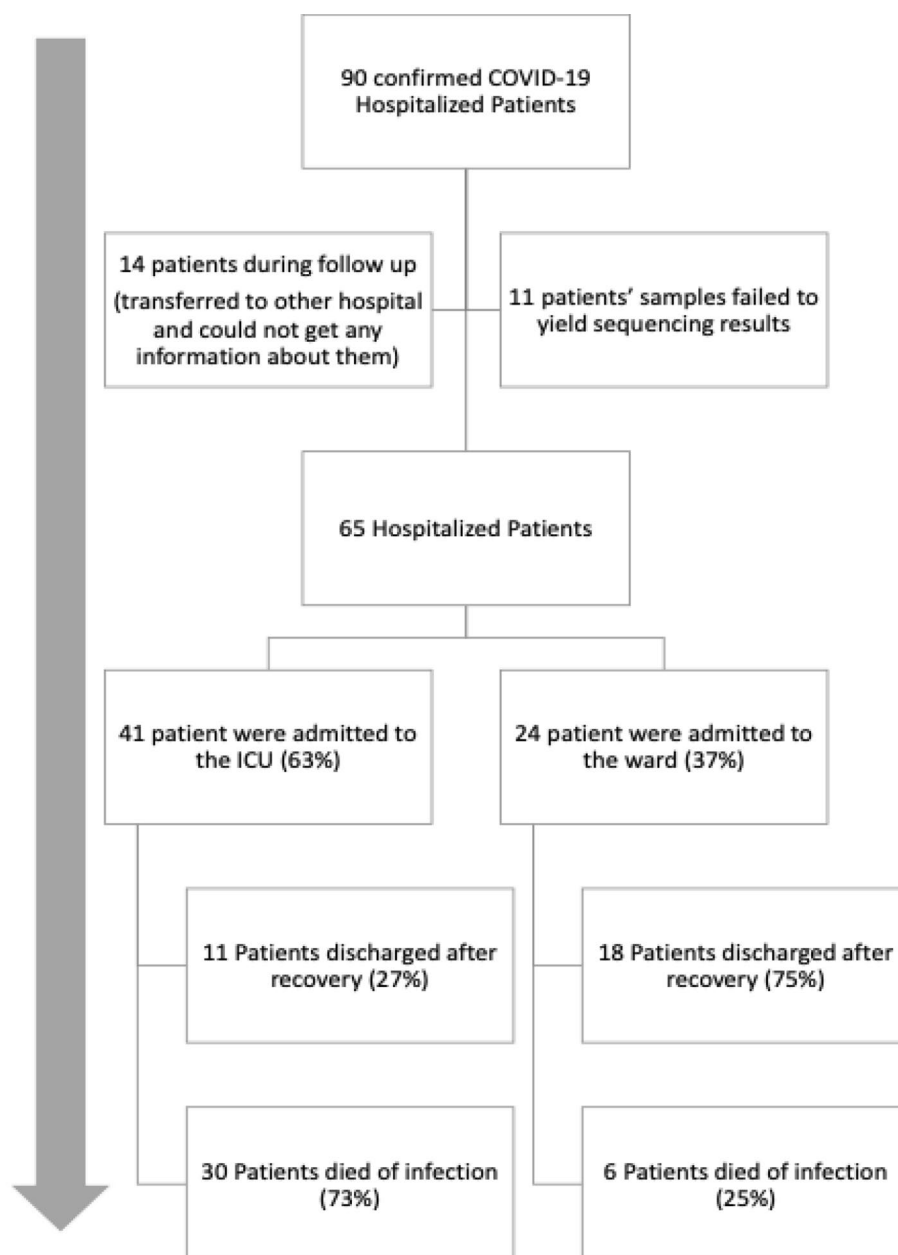 90 confirmed COVID-19
Hospitalized Patients
14 patients during follow up
(transferred to other hospital
and could not get any
information about them)
11 patients’ samples failed to
yield sequencing results
65 Hospitalized Patients
41 patient were admitted to
the ICU (63%)
24 patient were admitted to
the ward (37%)
11 Patients discharged after
recovery (27%)
18 Patients discharged after
recovery (75%)
30 Patients died of infection
(73%)
6 Patients died of infection
(25%)